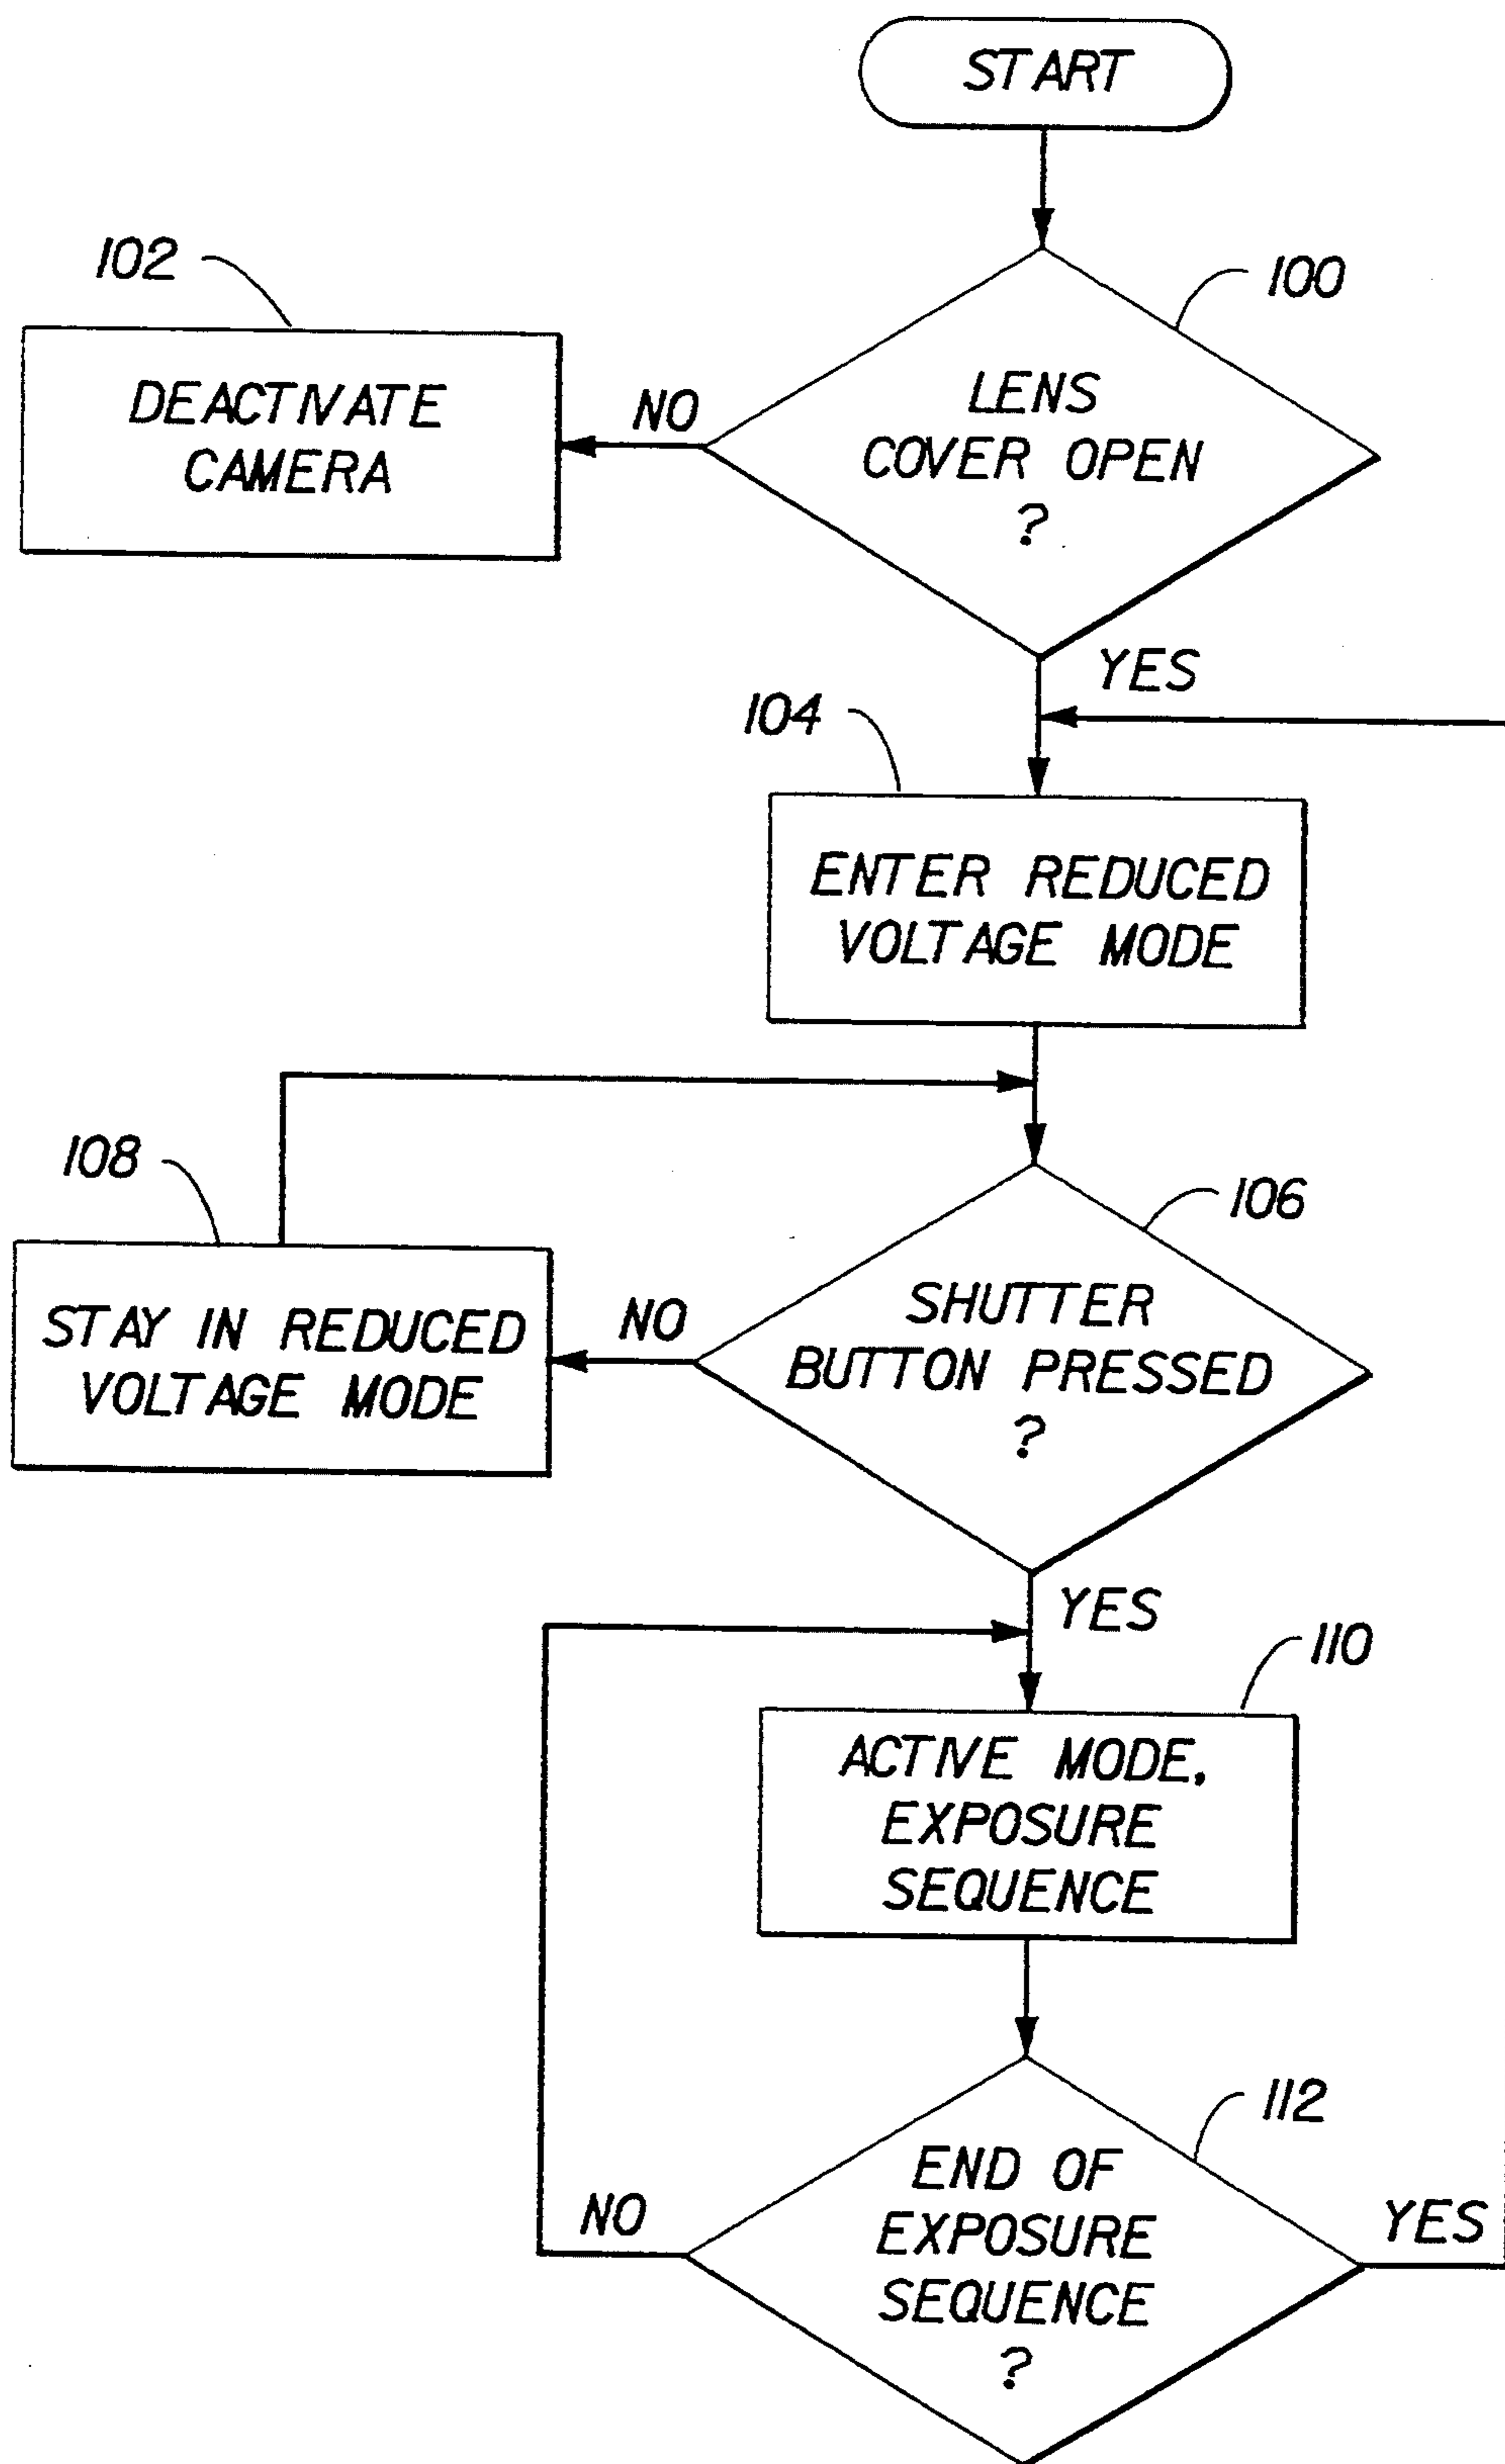 START
100
102
LENS
COVER OPEN
?
NO
DEACTIVATE
CAMERA
YES
104
ENTER REDUCED
VOLTAGE MODE
106
108
SHUTTER
BUTTON PRESSED
?
NO
STAY IN REDUCED
VOLTAGE MODE
YES
110
ACTIVE MODE,
EXPOSURE
SEQUENCE
112
END OF
EXPOSURE
SEQUENCE
?
NO
YES